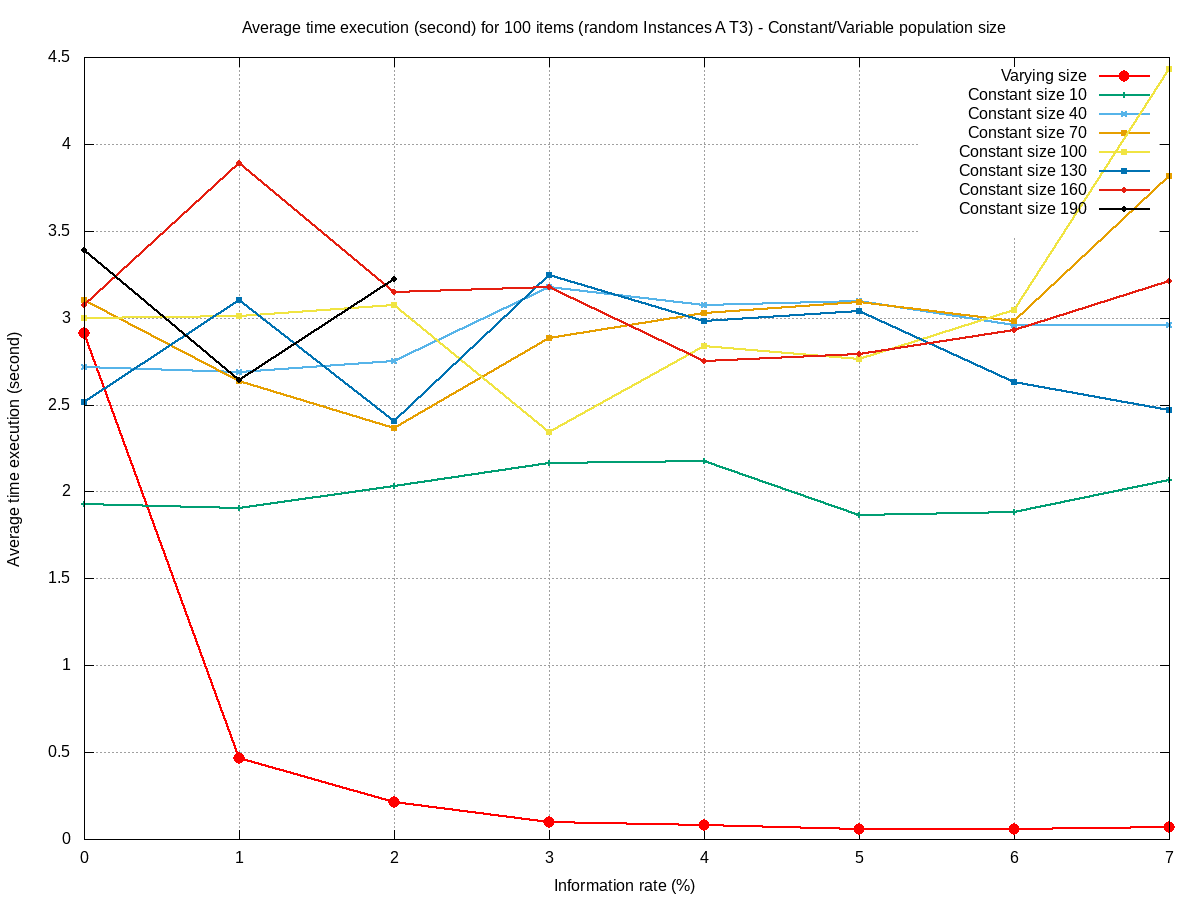 Average time execution (second) for 100 items (random Instances A T3) - Constant/Variable population size
4.5
4
3.5
3
2.5
2
1.5
1
0.5
0
Average time execution (second)
Varying size
Constant size 10
Constant size 40
Constant size 70
Constant size 100
Constant size 130
Constant size 160
Constant size 190
0 1 2 3 4 5 6 7
Information rate (%)